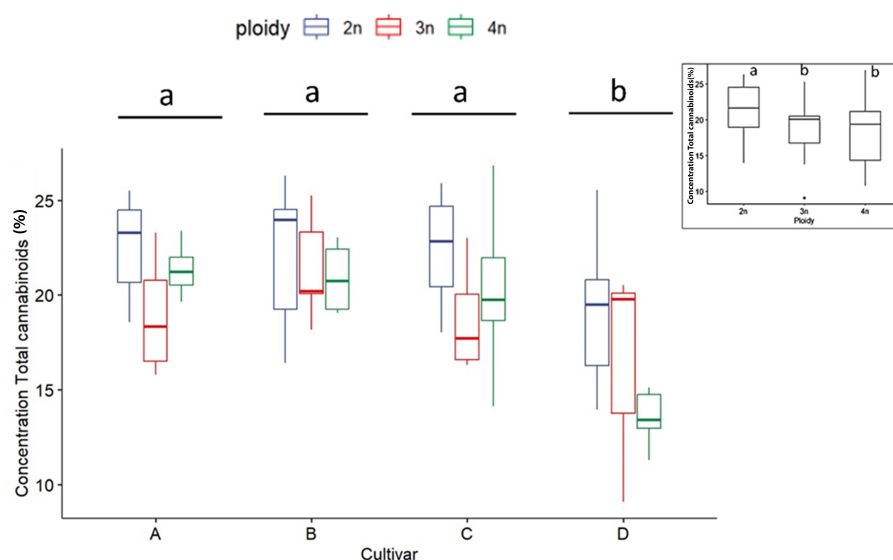 ploidy 2n 3n 4n
a a a b
Concentration Total cannabinoids (%)
25
20
15
10
A B C D
Cultivar
a b b
Concentration Total cannabinoids(%)
25
20
15
10
2n 3n 4n
Ploidy